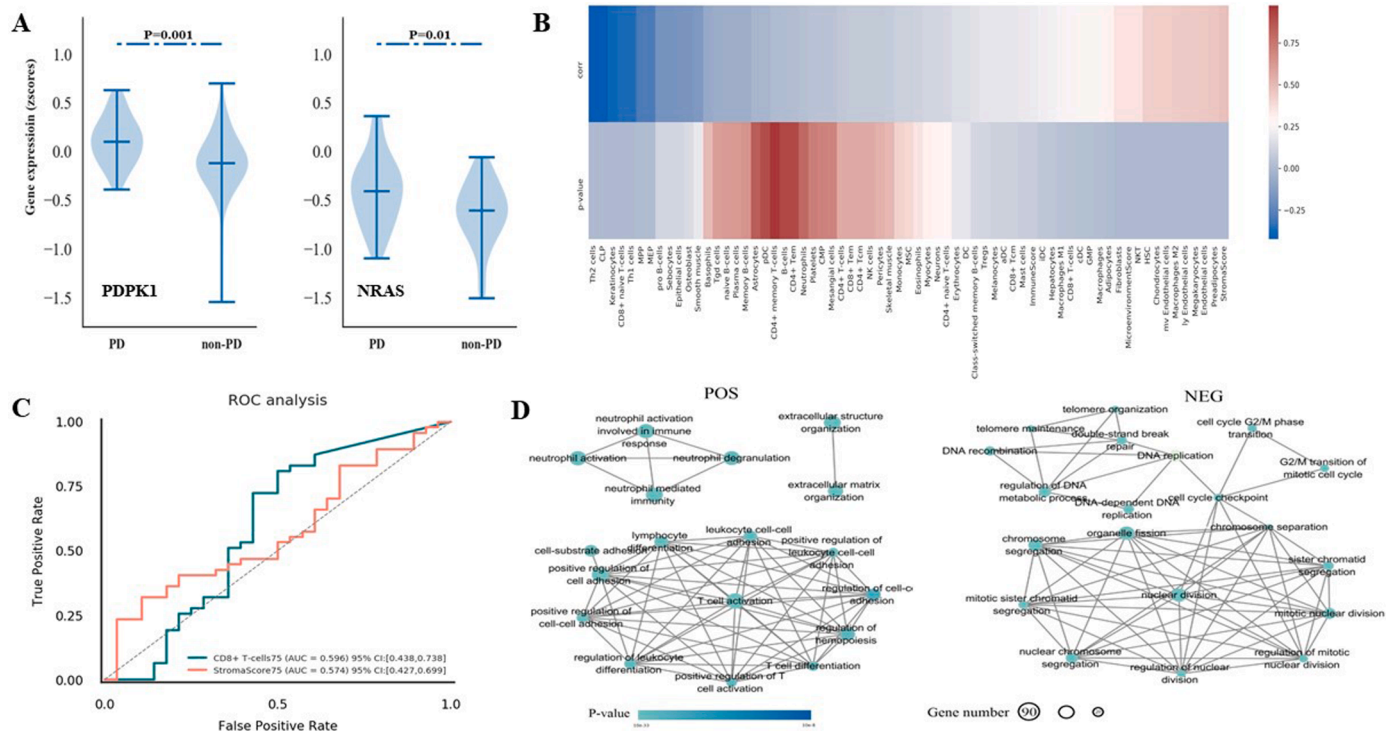 A
P=0.001
P=0.01
Gene expressioin (zscores)
1.0
0.5
0.0
−0.5
−1.0
−1.5
PDPK1
PD
non-PD
1.0
0.5
0.0
−0.5
−1.0
−1.5
NRAS
PD
non-PD
B
corr
p-value
0.75
0.50
0.25
0.00
−0.25
Th2 cells
CLP
Keratinocytes
CD8+ naive T-cells
Th1 cells
MPP
MEP
pro B-cells
Sebocytes
Epithelial cells
Osteoblast
Smooth muscle
Basophils
Tgd cells
naive B-cells
Plasma cells
Memory B-cells
Astrocytes
pDC
CD4+ memory T-cells
B-cells
CD4+ Tem
Neutrophils
Platelets
CMP
Mesangial cells
CD4+ T-cells
CD8+ Tem
CD4+ Tcm
NK cells
Pericytes
Skeletal muscle
Monocytes
MSC
Eosinophils
Myocytes
Neurons
CD4+ naive T-cells
Erythrocytes
DC
Class-switched memory B-cells
Tregs
Melanocytes
aDC
CD8+ Tcm
Mast cells
ImmuneScore
iDC
Hepatocytes
Macrophages M1
CD8+ T-cells
cDC
GMP
Macrophages
Adipocytes
Fibroblasts
MicroenvironmentScore
NKT
HSC
Chondrocytes
mv Endothelial cells
Macrophages M2
ly Endothelial cells
Megakaryocytes
Endothelial cells
Preadipocytes
StromaScore
C
ROC analysis
True Positive Rate
1.00
0.75
0.50
0.25
0.00
CD8+ T-cells75 (AUC = 0.596) 95% CI:[0.438,0.738]
StromaScore75 (AUC = 0.574) 95% CI:[0.427,0.699]
0.0
0.5
1.0
False Positive Rate
D
POS
neutrophil activation
involved in immune
response
neutrophil activation
neutrophil degranulation
neutrophil mediated
immunity
extracellular structure
organization
extracellular matrix
organization
lymphocyte
differentiation
leukocyte cell-cell
adhesion
positive regulation of
leukocyte cell-cell
adhesion
cell-substrate adhesion
positive regulation of
cell adhesion
regulation of cell-c
adhesion
T cell activation
positive regulation of
cell-cell adhesion
regulation of
hemopoiesis
regulation of leukocyte
differentiation
T cell differentiation
positive regulation of T
cell activation
NEG
telomere organization
telomere maintenance
double-strand break
repair
DNA recombination
DNA replication
regulation of DNA
metabolic process
DNA-dependent DNA
replication
cell cycle G2/M phase
transition
G2/M transition of
mitotic cell cycle
cell cycle checkpoint
chromosome
segregation
organelle fission
chromosome separation
sister chromatid
segregation
nuclear division
mitotic sister chromatid
segregation
mitotic nuclear division
nuclear chromosome
segregation
regulation of nuclear
division
regulation of mitotic
nuclear division
P-value
Gene number
90